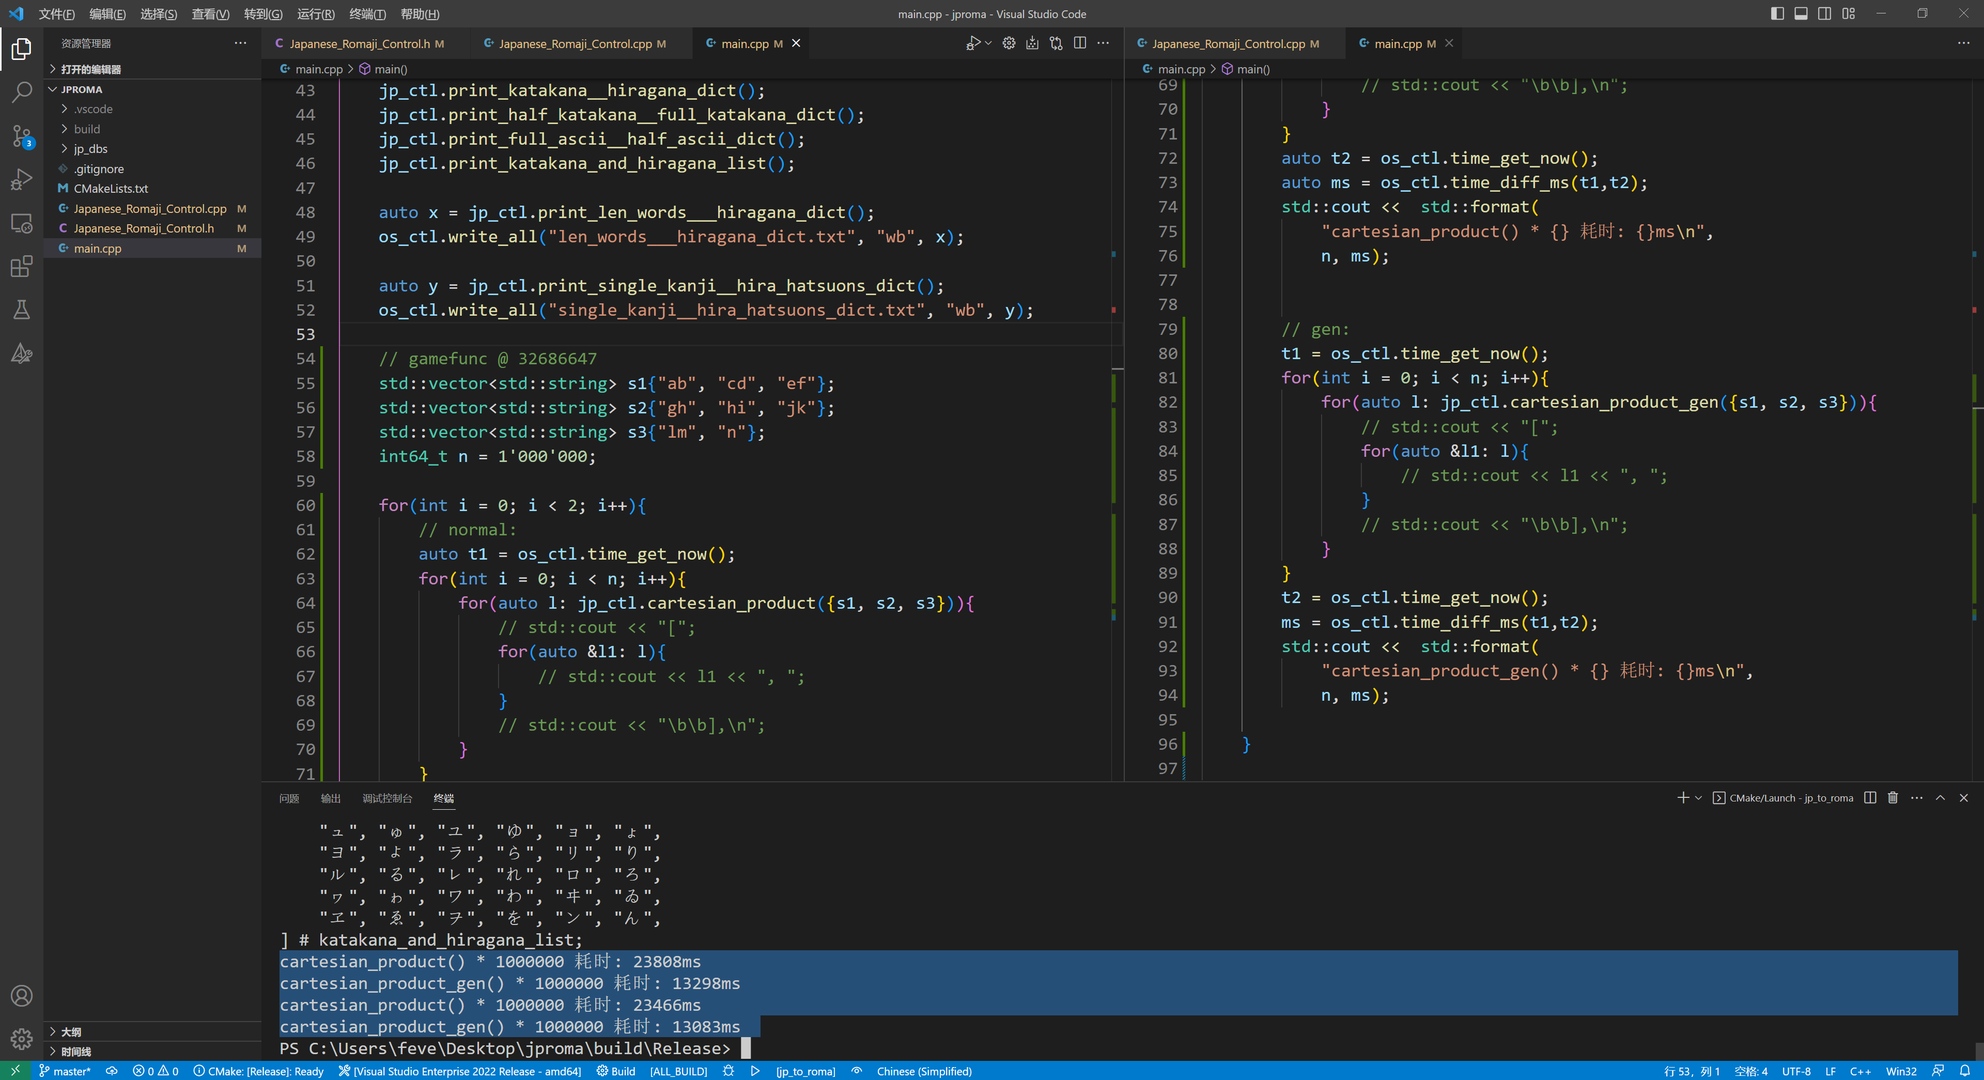 文件(F) 编辑(E) 选择(S) 查看(V) 转到(G) 运行(R) 终端(T) 帮助(H)
main.cpp - jproma - Visual Studio Code
资源管理器
打开的编辑器
JPROMA
.vscode
build
jp_dbs
.gitignore
CMakeLists.txt
Japanese_Romaji_Control.cpp M
Japanese_Romaji_Control.h M
main.cpp M
大纲
时间线
3
Japanese_Romaji_Control.h M
Japanese_Romaji_Control.cpp M
main.cpp M
main.cpp > main()
43 jp_ctl.print_katakana__hiragana_dict();
44 jp_ctl.print_half_katakana__full_katakana_dict();
45 jp_ctl.print_full_ascii__half_ascii_dict();
46 jp_ctl.print_katakana_and_hiragana_list();
47
48 auto x = jp_ctl.print_len_words___hiragana_dict();
49 os_ctl.write_all("len_words___hiragana_dict.txt", "wb", x);
50
51 auto y = jp_ctl.print_single_kanji__hira_hatsuons_dict();
52 os_ctl.write_all("single_kanji__hira_hatsuons_dict.txt", "wb", y);
53
54 // gamefunc @ 32686647
55 std::vector<std::string> s1{"ab", "cd", "ef"};
56 std::vector<std::string> s2{"gh", "hi", "jk"};
57 std::vector<std::string> s3{"lm", "n"};
58 int64_t n = 1'000'000;
59
60 for(int i = 0; i < 2; i++){
61 // normal:
62 auto t1 = os_ctl.time_get_now();
63 for(int i = 0; i < n; i++){
64 for(auto l: jp_ctl.cartesian_product({s1, s2, s3})){
65 // std::cout << "[";
66 for(auto &l1: l){
67 // std::cout << l1 << ", ";
68 }
69 // std::cout << "\b\b],\n";
70 }
71 }
Japanese_Romaji_Control.cpp M
main.cpp M
main.cpp > main()
69 // std::cout << "\b\b],\n";
70 }
71 }
72 auto t2 = os_ctl.time_get_now();
73 auto ms = os_ctl.time_diff_ms(t1,t2);
74 std::cout <<  std::format(
75 "cartesian_product() * {} 耗时: {}ms\n",
76 n, ms);
77
78
79 // gen:
80 t1 = os_ctl.time_get_now();
81 for(int i = 0; i < n; i++){
82 for(auto l: jp_ctl.cartesian_product_gen({s1, s2, s3})){
83 // std::cout << "[";
84 for(auto &l1: l){
85 // std::cout << l1 << ", ";
86 }
87 // std::cout << "\b\b],\n";
88 }
89 }
90 t2 = os_ctl.time_get_now();
91 ms = os_ctl.time_diff_ms(t1,t2);
92 std::cout <<  std::format(
93 "cartesian_product_gen() * {} 耗时: {}ms\n",
94 n, ms);
95
96 }
97
问题 输出 调试控制台 终端
CMake/Launch - jp_to_roma
"ュ", "ゅ", "ユ", "ゆ", "ョ", "ょ",
"ヨ", "よ", "ラ", "ら", "リ", "り",
"ル", "る", "レ", "れ", "ロ", "ろ",
"ヮ", "ゎ", "ワ", "わ", "ヰ", "ゐ",
"ヱ", "ゑ", "ヲ", "を", "ン", "ん",
] # katakana_and_hiragana_list;
cartesian_product() * 1000000 耗时: 23808ms
cartesian_product_gen() * 1000000 耗时: 13298ms
cartesian_product() * 1000000 耗时: 23466ms
cartesian_product_gen() * 1000000 耗时: 13083ms
PS C:\Users\feve\Desktop\jproma\build\Release>
master* 0 0 CMake: [Release]: Ready [Visual Studio Enterprise 2022 Release - amd64] Build [ALL_BUILD] [jp_to_roma] Chinese (Simplified) 行 53，列 1 空格: 4 UTF-8 LF C++ Win32